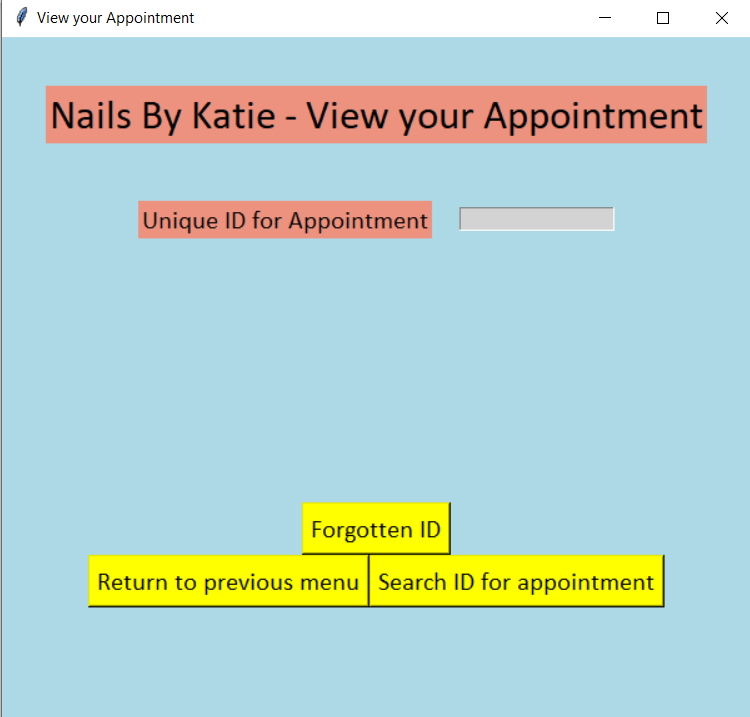 View your Appointment
Nails By Katie - View your Appointment
Unique ID for Appointment
Forgotten ID
Return to previous menu
Search ID for appointment